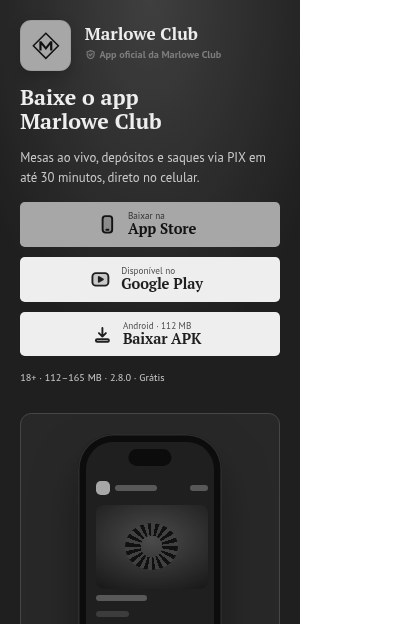 Marlowe Club
App oficial da Marlowe Club
Baixe o app
Marlowe Club
Mesas ao vivo, depósitos e saques via PIX em
até 30 minutos, direto no celular.
Baixar na
App Store
Disponível no
Google Play
Android · 112 MB
Baixar APK
18+ · 112–165 MB · 2.8.0 · Grátis